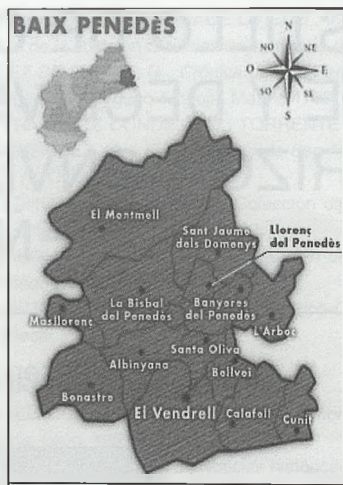 BAIX PENEDÈS
N
NO
NE
O
E
SO
SE
S
El Montmell
Sant Jaume
dels Domenys
Llorenç
del Penedès
La Bisbal
del Penedès
Banyeres
del Penedès
Masllorenç
L'Arboç
Santa Oliva
Albinyana
Bellvei
Bonastre
El Vendrell
Calafell
Cunit